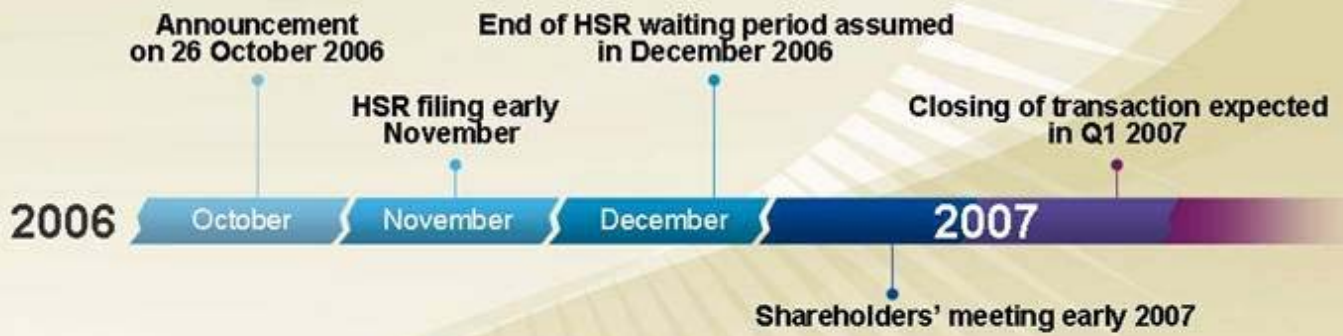 Announcement
on 26 October 2006
End of HSR waiting period assumed
in December 2006
HSR filing early
November
Closing of transaction expected
in Q1 2007
2006
October
November
December
2007
Shareholders' meeting early 2007